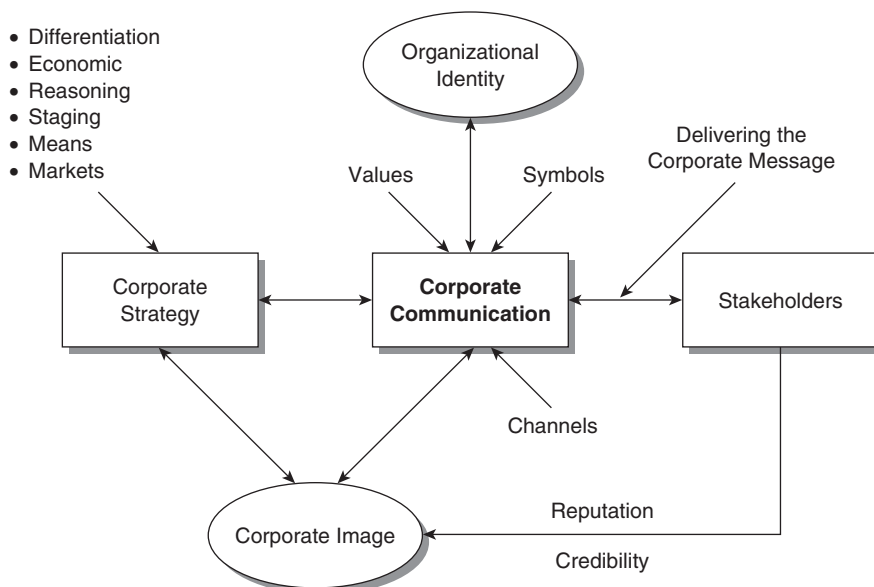 • Differentiation
• Economic
• Reasoning
• Staging
• Means
• Markets
Organizational
Identity
Delivering the
Corporate Message
Values
Symbols
Corporate
Strategy
Corporate
Communication
Stakeholders
Channels
Corporate Image
Reputation
Credibility